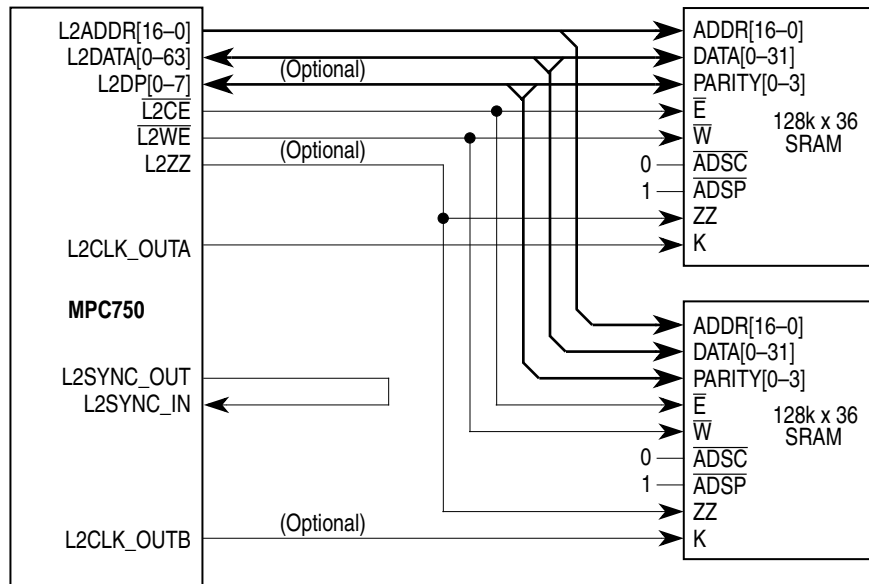 L2ADDR[16–0]
L2DATA[0–63]
(Optional)
L2DP[0–7]
L2CE
L2WE
(Optional)
L2ZZ
L2CLK_OUTA
MPC750
L2SYNC_OUT
L2SYNC_IN
(Optional)
L2CLK_OUTB
ADDR[16–0]
DATA[0–31]
PARITY[0–3]
E
128k x 36
W
SRAM
0 ADSC
1 ADSP
ZZ
K
ADDR[16–0]
DATA[0–31]
PARITY[0–3]
E
128k x 36
W
SRAM
0 ADSC
1 ADSP
ZZ
K